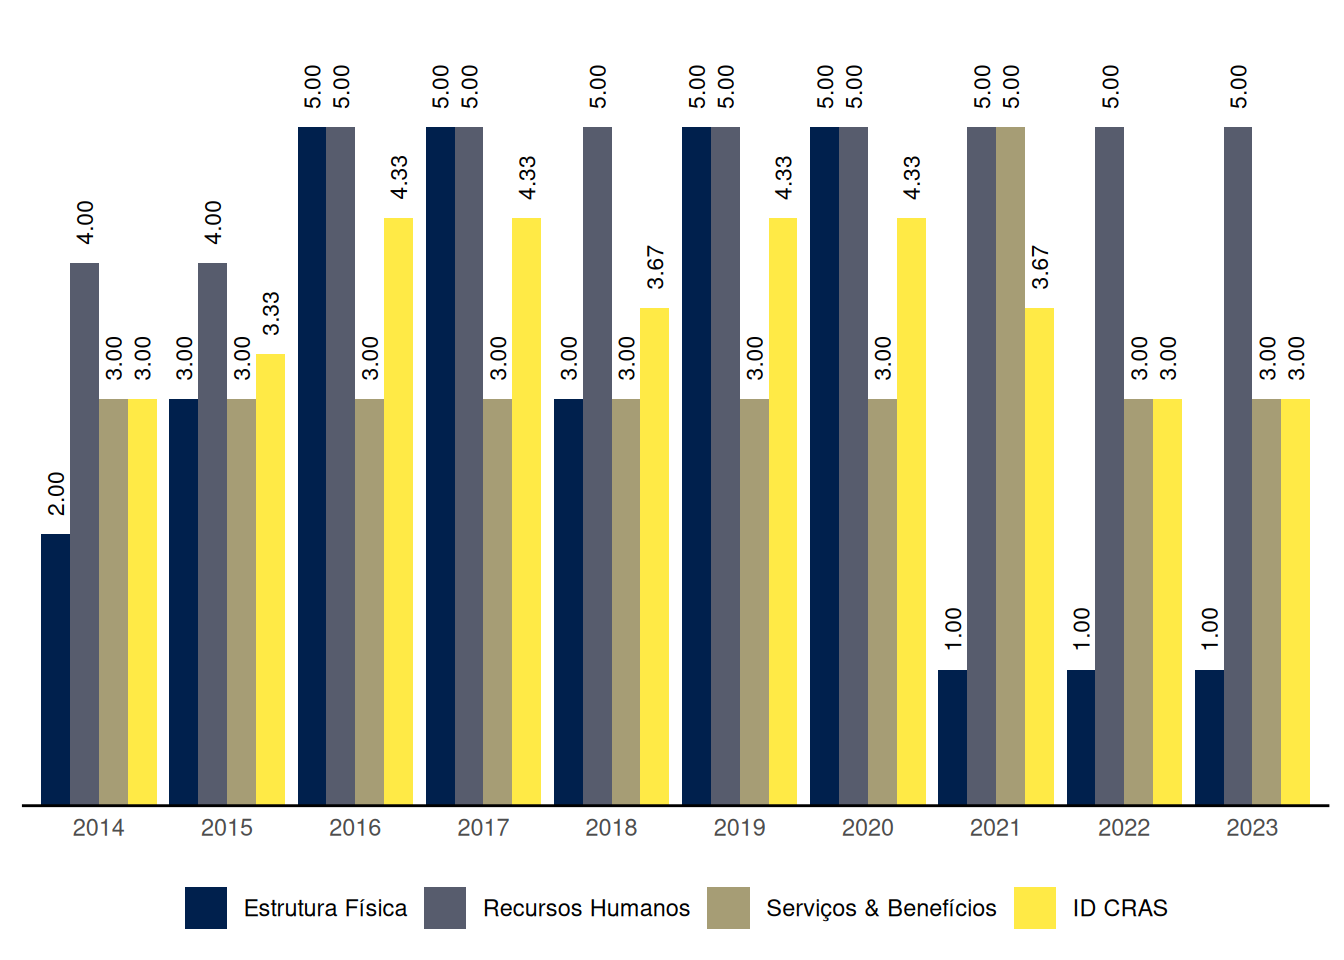 5.00 5.00 5.00 5.00 5.00 5.00 5.00 5.00 5.00 5.00 5.00 5.00 5.00
4.33 4.33 4.33 4.33
4.00 4.00
3.67 3.67
3.33
3.00 3.00 3.00 3.00 3.00 3.00 3.00 3.00 3.00 3.00 3.00 3.00 3.00 3.00
2.00
1.00 1.00 1.00
2014 2015 2016 2017 2018 2019 2020 2021 2022 2023
Estrutura Física Recursos Humanos Serviços & Benefícios ID CRAS